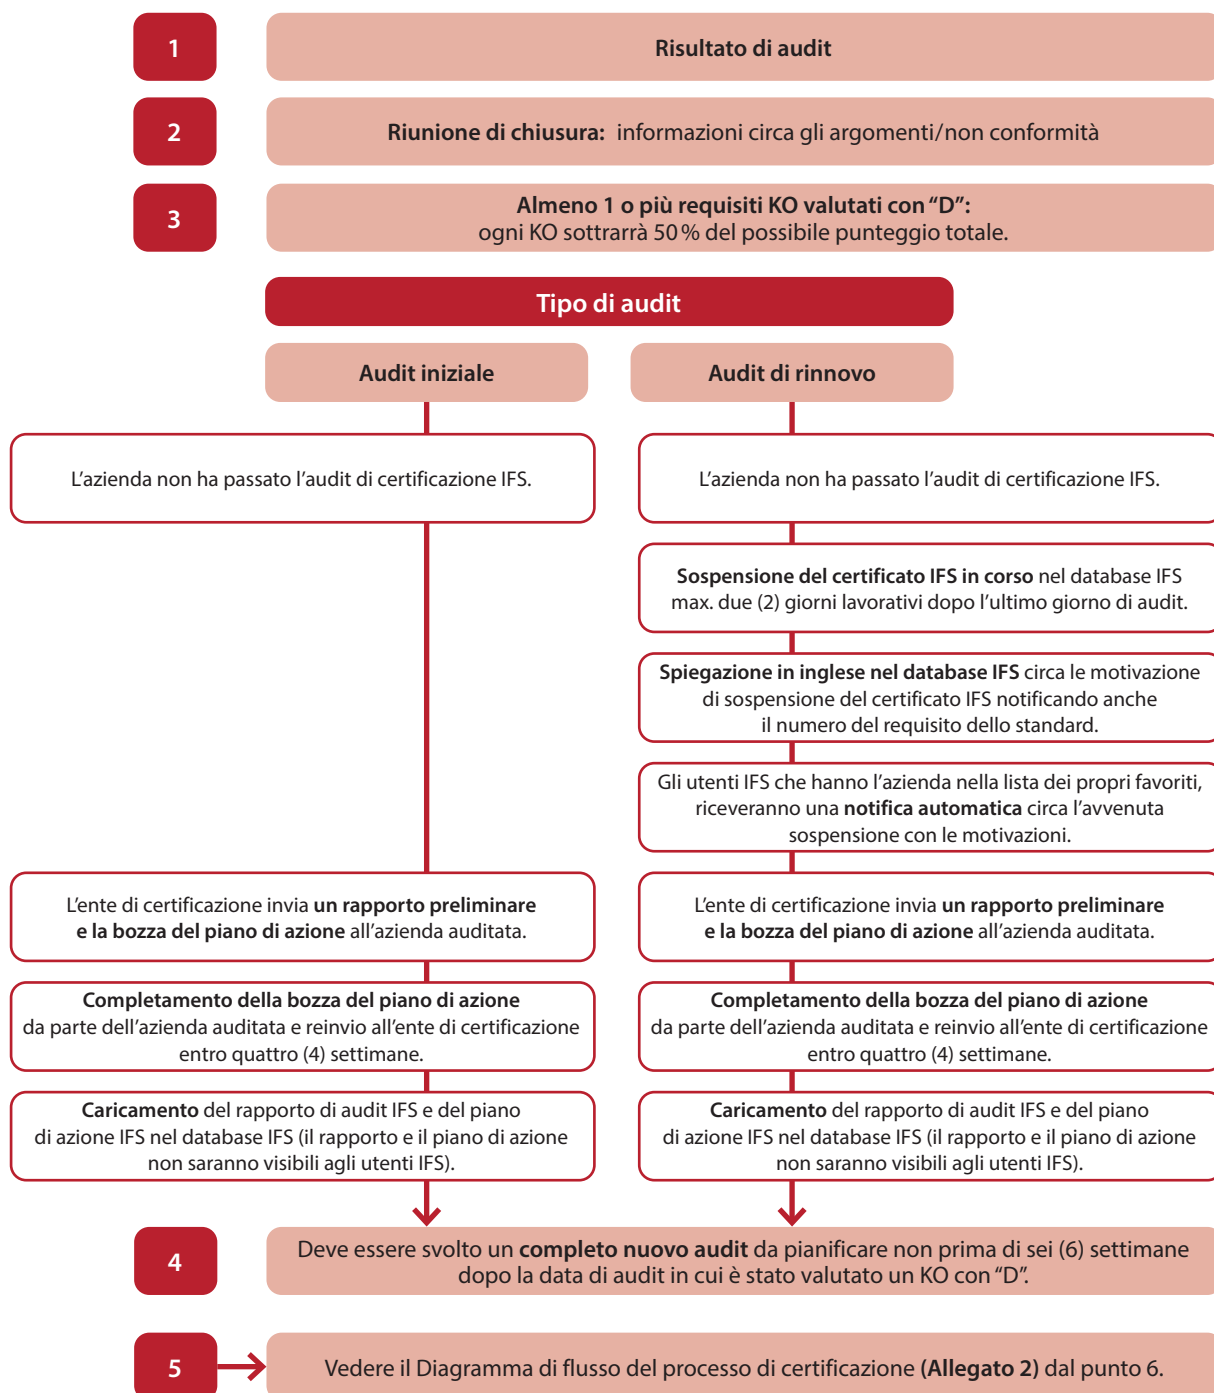 1
Risultato di audit
2
Riunione di chiusura: informazioni circa gli argomenti/non conformità
3
Almeno 1 o più requisiti KO valutati con “D”:
ogni KO sottrarrà 50 % del possibile punteggio totale.
Tipo di audit
Audit iniziale
L’azienda non ha passato l’audit di certificazione IFS.
L’ente di certificazione invia un rapporto preliminare
e la bozza del piano di azione all’azienda auditata.
Completamento della bozza del piano di azione
da parte dell’azienda auditata e reinvio all’ente di certificazione
entro quattro (4) settimane.
Caricamento del rapporto di audit IFS e del piano
di azione IFS nel database IFS (il rapporto e il piano di azione
non saranno visibili agli utenti IFS).
Audit di rinnovo
L’azienda non ha passato l’audit di certificazione IFS.
Sospensione del certificato IFS in corso nel database IFS
max. due (2) giorni lavorativi dopo l’ultimo giorno di audit.
Spiegazione in inglese nel database IFS circa le motivazione
di sospensione del certificato IFS notificando anche
il numero del requisito dello standard.
Gli utenti IFS che hanno l’azienda nella lista dei propri favoriti,
riceveranno una notifica automatica circa l’avvenuta
sospensione con le motivazioni.
L’ente di certificazione invia un rapporto preliminare
e la bozza del piano di azione all’azienda auditata.
Completamento della bozza del piano di azione
da parte dell’azienda auditata e reinvio all’ente di certificazione
entro quattro (4) settimane.
Caricamento del rapporto di audit IFS e del piano
di azione IFS nel database IFS (il rapporto e il piano di azione
non saranno visibili agli utenti IFS).
4
Deve essere svolto un completo nuovo audit da pianificare non prima di sei (6) settimane
dopo la data di audit in cui è stato valutato un KO con “D”.
5
Vedere il Diagramma di flusso del processo di certificazione (Allegato 2) dal punto 6.